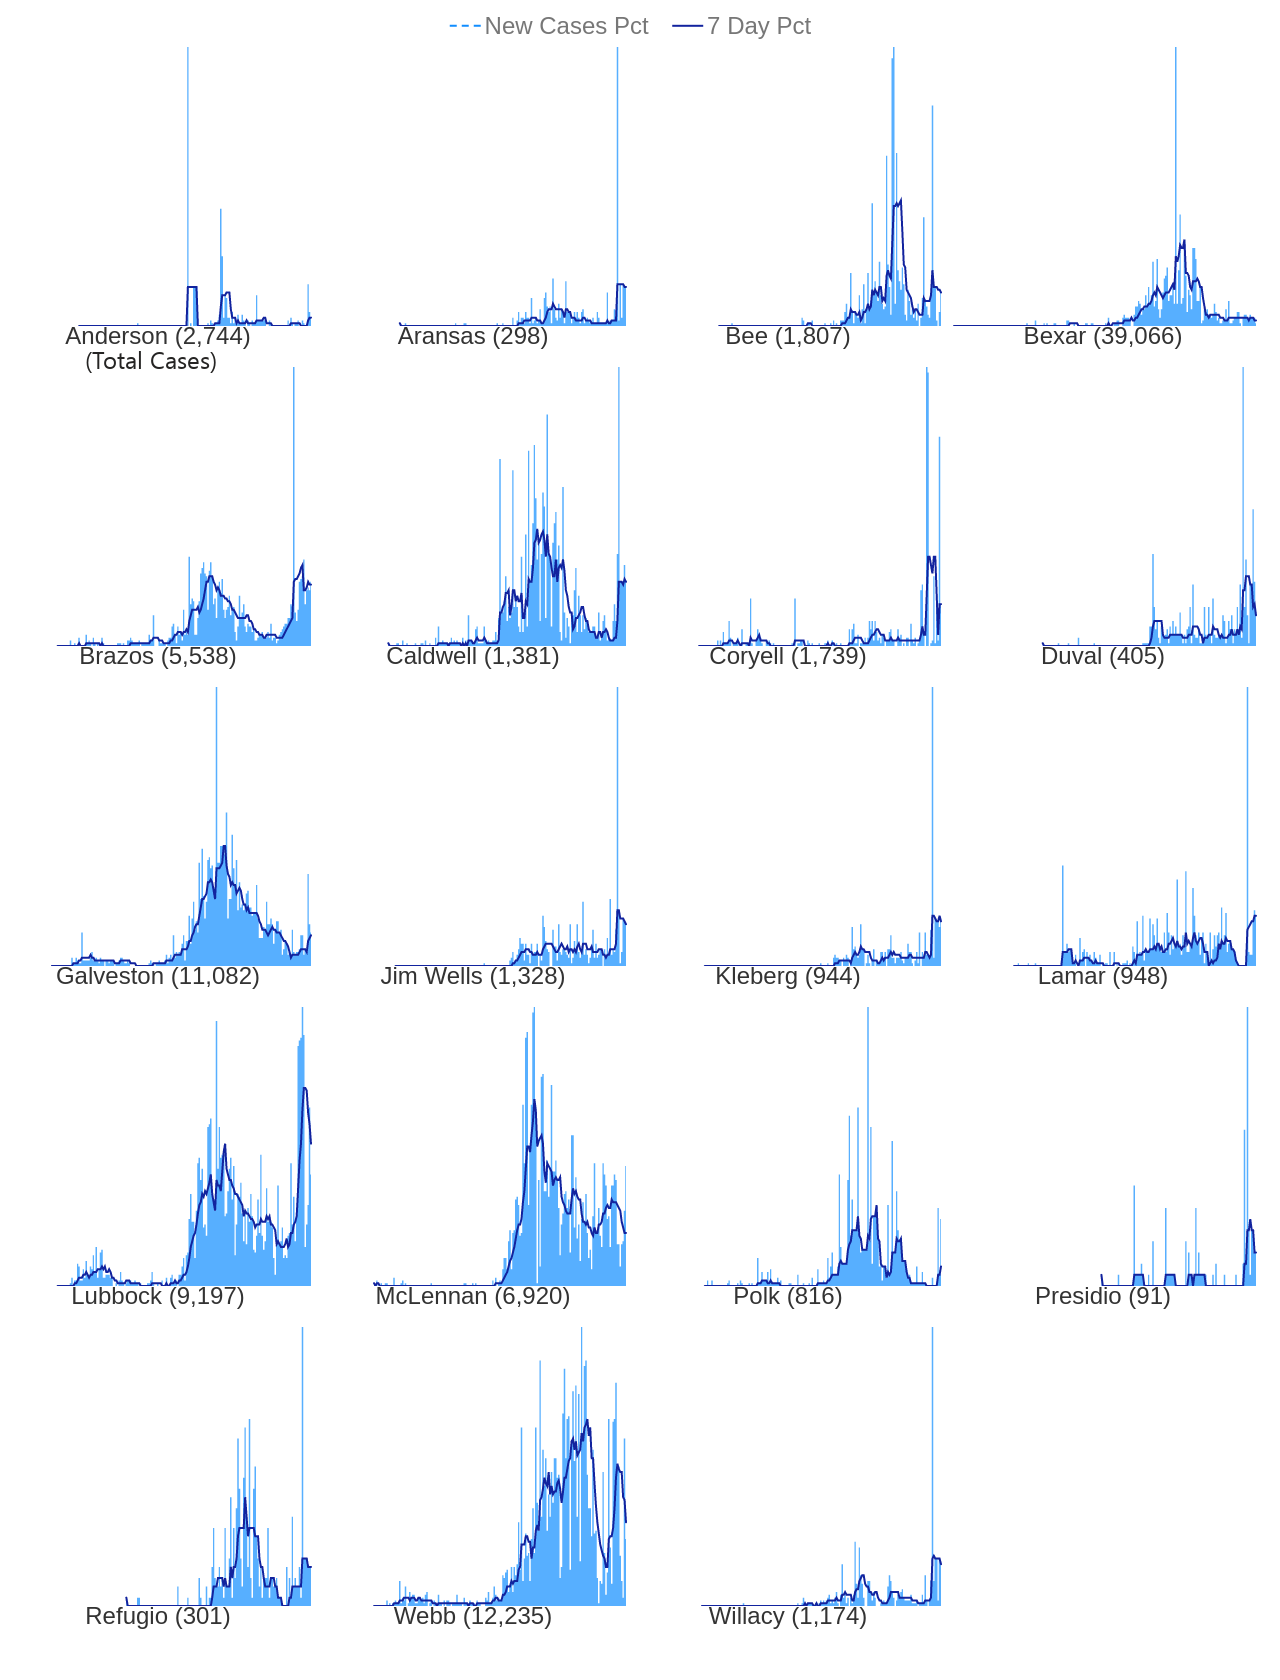 New Cases Pct 7 Day Pct
Anderson (2,744) Aransas (298) Bee (1,807) Bexar (39,066)
(Total Cases)
Brazos (5,538) Caldwell (1,381) Coryell (1,739) Duval (405)
Galveston (11,082) Jim Wells (1,328) Kleberg (944) Lamar (948)
Lubbock (9,197) McLennan (6,920) Polk (816) Presidio (91)
Refugio (301) Webb (12,235) Willacy (1,174)